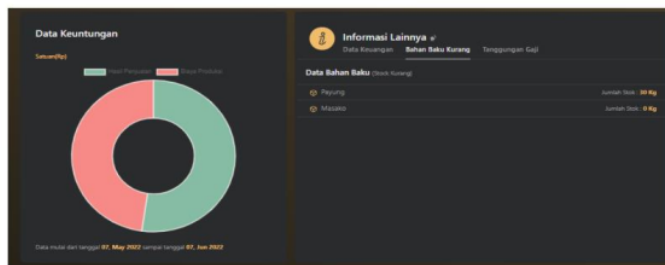 Data Keuntungan
Satuan(Rp)
Hasil Penjualan Biaya Produksi
Data mulai dari tanggal 07, May 2022 sampai tanggal 07, Jun 2022
Informasi Lainnya
Data Keuangan Bahan Baku Kurang Tanggungan Gaji
Data Bahan Baku (Stock Kurang)
Payung Jumlah Stok : 30 Kg
Masako Jumlah Stok : 0 Kg